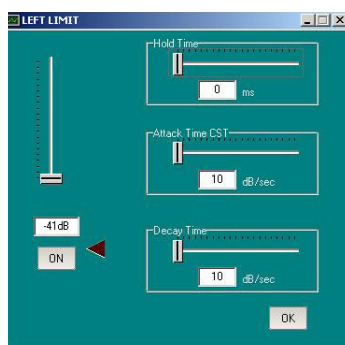 LEFT LIMIT
Hold Time
0 ms
Attack Time CST
10 dB/sec
-41dB
ON
Decay Time
10 dB/sec
OK